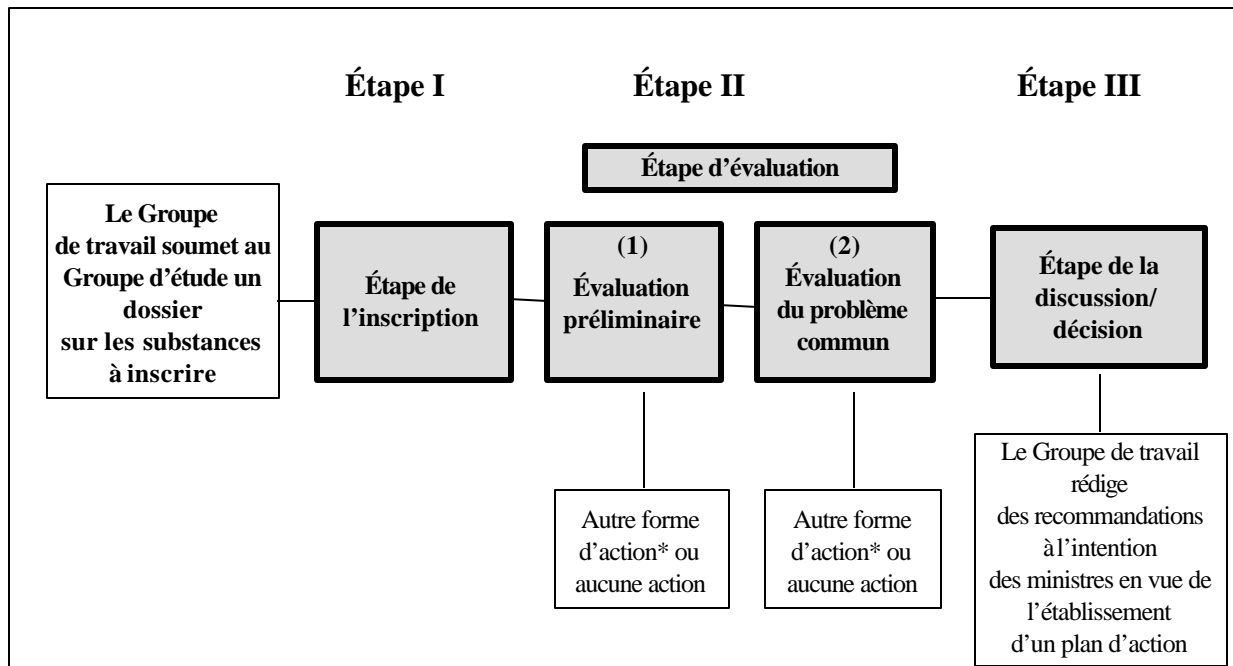 Étape I
Étape II
Étape III
Étape d'évaluation
Le Groupe
de travail soumet au
Groupe d'étude un
dossier
sur les substances
à inscrire
Étape de
l'inscription
(1)
Évaluation
préliminaire
(2)
Évaluation
du problème
commun
Étape de la
discussion/
décision
Autre forme
d'action* ou
aucune action
Autre forme
d'action* ou
aucune action
Le Groupe de travail
rédige
des recommandations
à l'intention
des ministres en vue de
l'établissement
d'un plan d'action